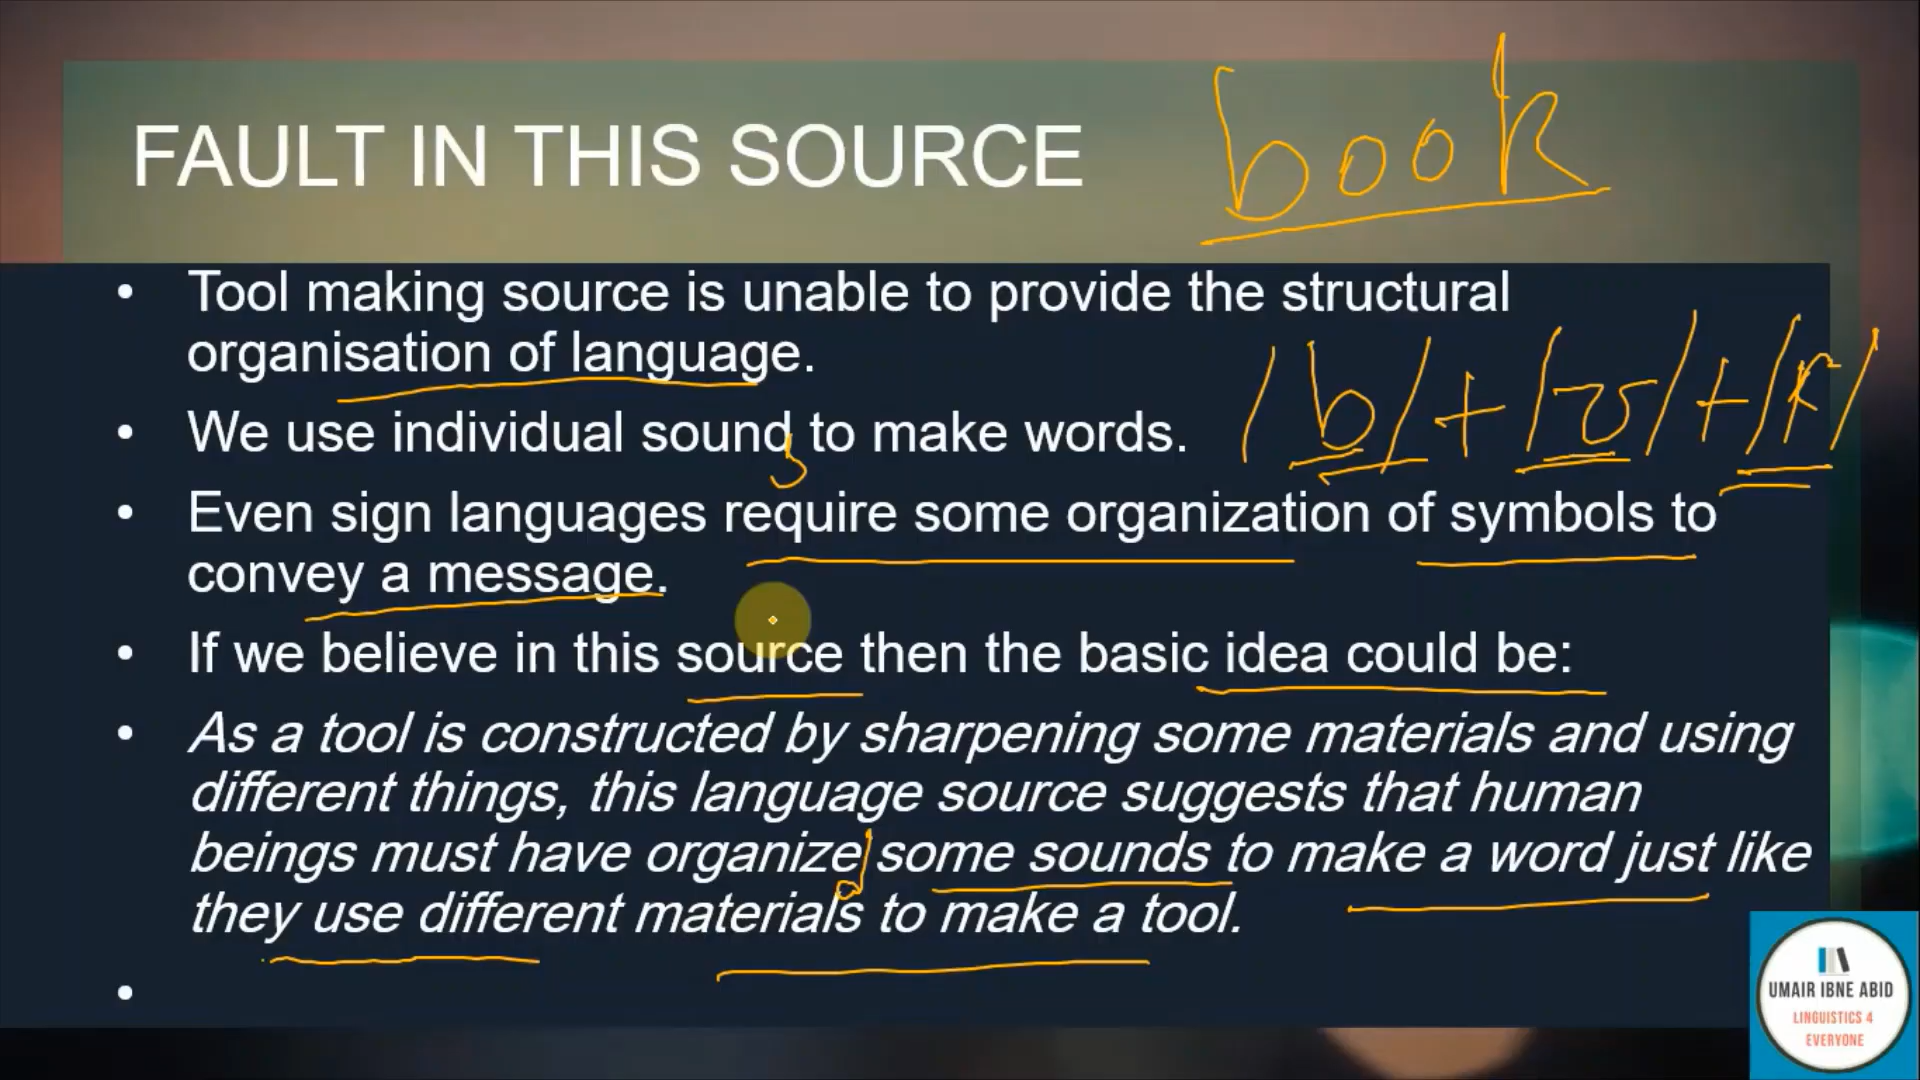 FAULT IN THIS SOURCE
book
• Tool making source is unable to provide the structural
organisation of language.
• We use individual sounds to make words.
/b/ + /ʊ/ + /k/
• Even sign languages require some organization of symbols to
convey a message.
• If we believe in this source then the basic idea could be:
• As a tool is constructed by sharpening some materials and using
different things, this language source suggests that human
beings must have organized some sounds to make a word just like
they use different materials to make a tool.
•
UMAIR IBNE ABID
LINGUISTICS 4
EVERYONE